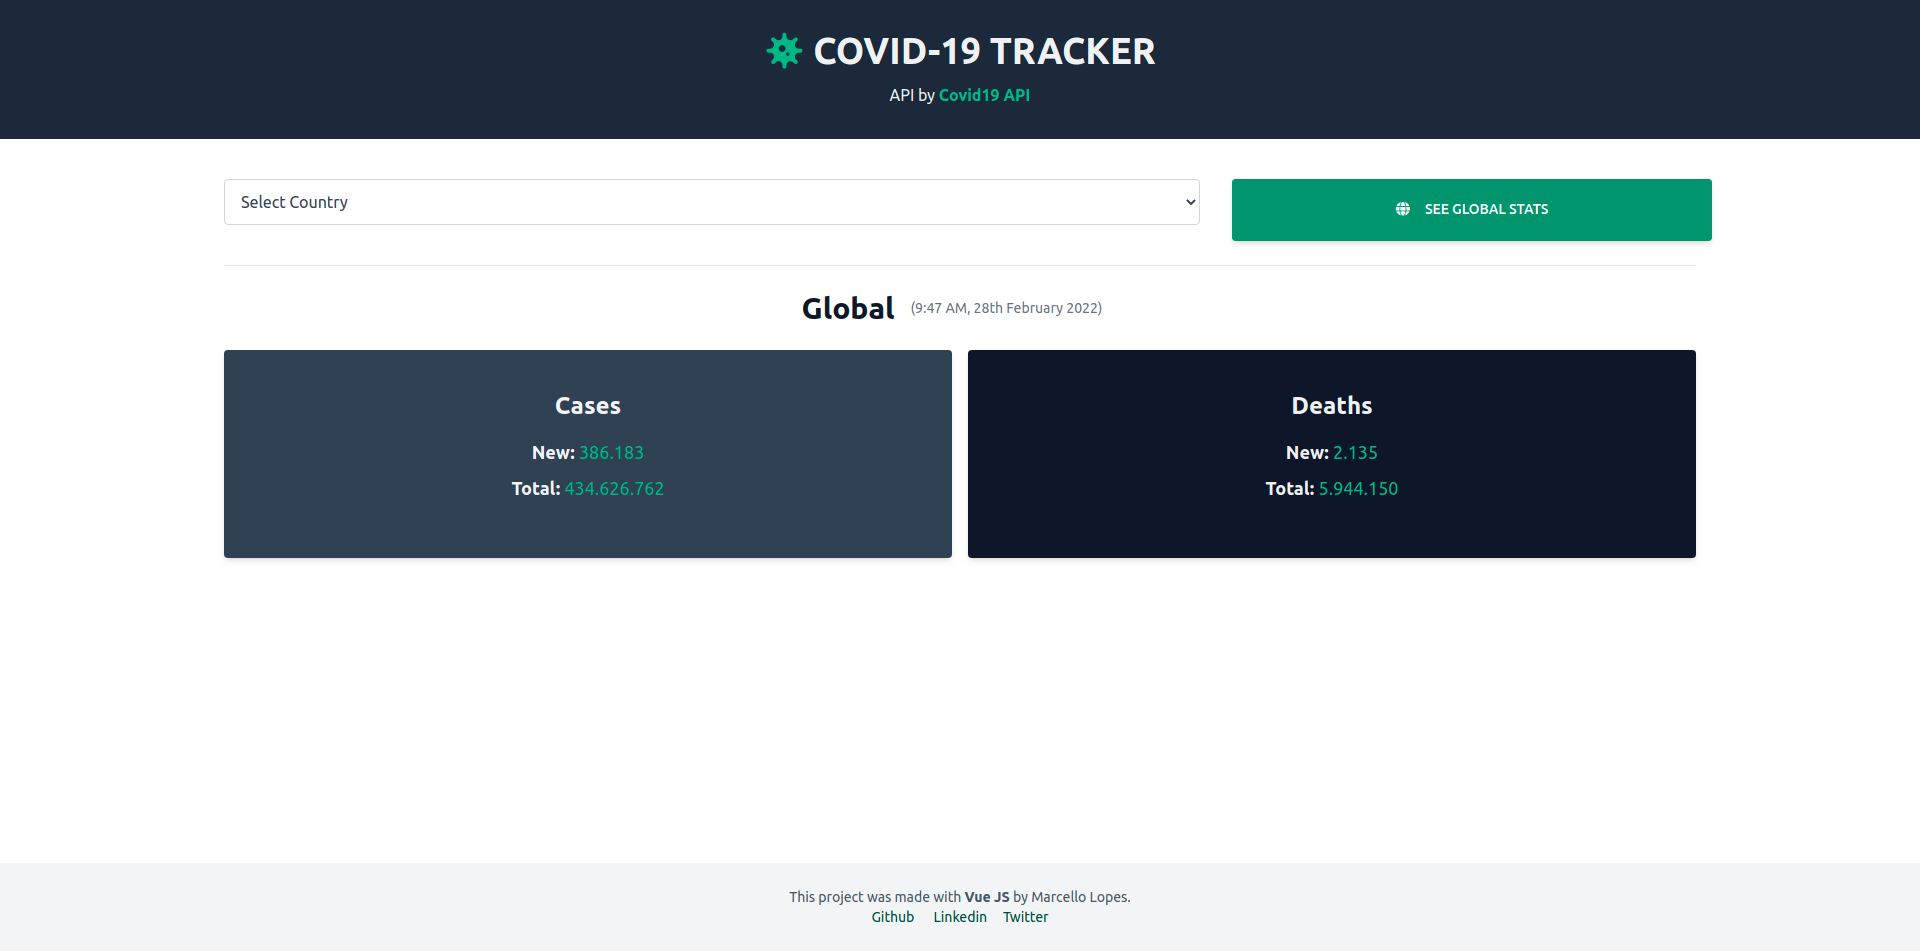 COVID-19 TRACKER
API by Covid19 API
Select Country
SEE GLOBAL STATS
Global (9:47 AM, 28th February 2022)
Cases
New: 386.183
Total: 434.626.762
Deaths
New: 2.135
Total: 5.944.150
This project was made with Vue JS by Marcello Lopes.
Github Linkedin Twitter